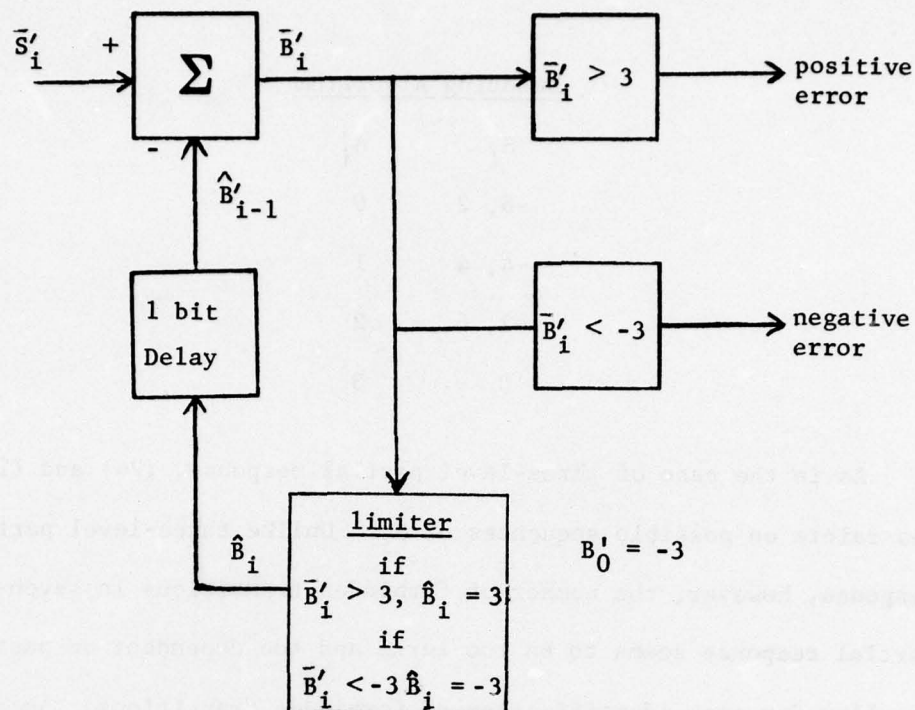 S̄′ᵢ
+
Σ
B̄′ᵢ
B̄′ᵢ > 3
positive
error
-
B̂′ᵢ₋₁
1 bit
Delay
B̄′ᵢ < -3
negative
error
B̂ᵢ
limiter
if
B̄′ᵢ > 3, B̂ᵢ = 3
if
B̄′ᵢ < -3 B̂ᵢ = -3
B′₀ = -3